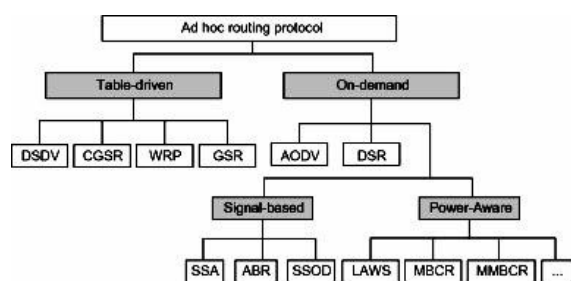 Ad hoc routing protocol
Table-driven On-demand
DSDV CGSR WRP GSR AODV DSR
Signal-based Power-Aware
SSA ABR SSOD LAWS MBCR MMBCR ...